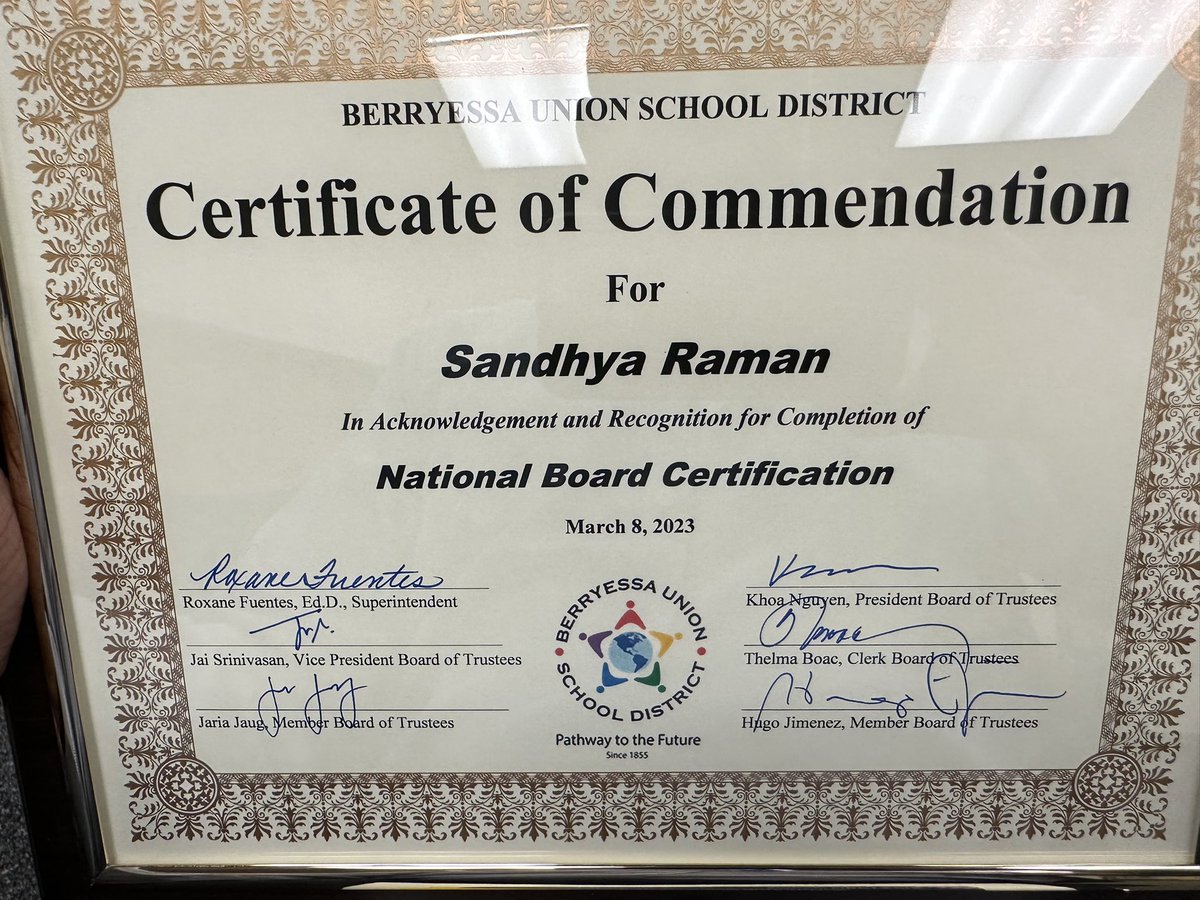 BERRYESSA UNION SCHOOL DISTRICT
Certificate of Commendation
For
Sandhya Raman
In Acknowledgement and Recognition for Completion of
National Board Certification
March 8, 2023
Roxane Fuentes
Roxane Fuentes, Ed.D., Superintendent
Jai Srinivasan, Vice President Board of Trustees
Jaria Jaug, Member Board of Trustees
BERRYESSA UNION
SCHOOL DISTRICT
Pathway to the Future
Since 1855
Khoa Nguyen, President Board of Trustees
Thelma Boac, Clerk Board of Trustees
Hugo Jimenez, Member Board of Trustees